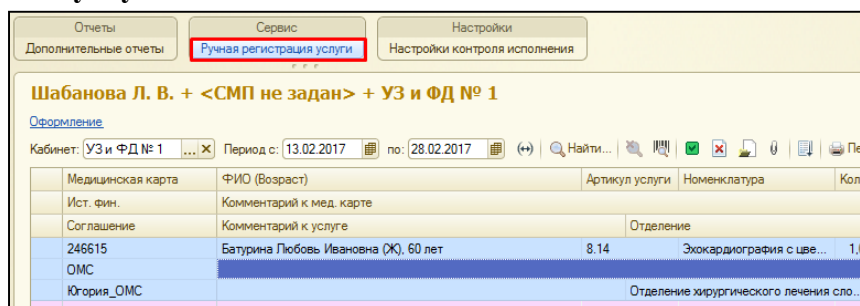 Отчеты Сервис Настройки
Дополнительные отчеты Ручная регистрация услуги Настройки контроля исполнения
Шабанова Л. В. + <СМП не задан> + УЗ и ФД № 1
Оформление
Кабинет: УЗ и ФД № 1 ... Период с: 13.02.2017 по: 28.02.2017 Найти...
Медицинская карта ФИО (Возраст) Артикул услуги Номенклатура
Ист. фин. Комментарий к мед. карте
Соглашение Комментарий к услуге Отделение
246615 Батурина Любовь Ивановна (Ж), 60 лет 8.14 Эхокардиография с цве...
ОМС
Югория_ОМС Отделение хирургического лечения сло...